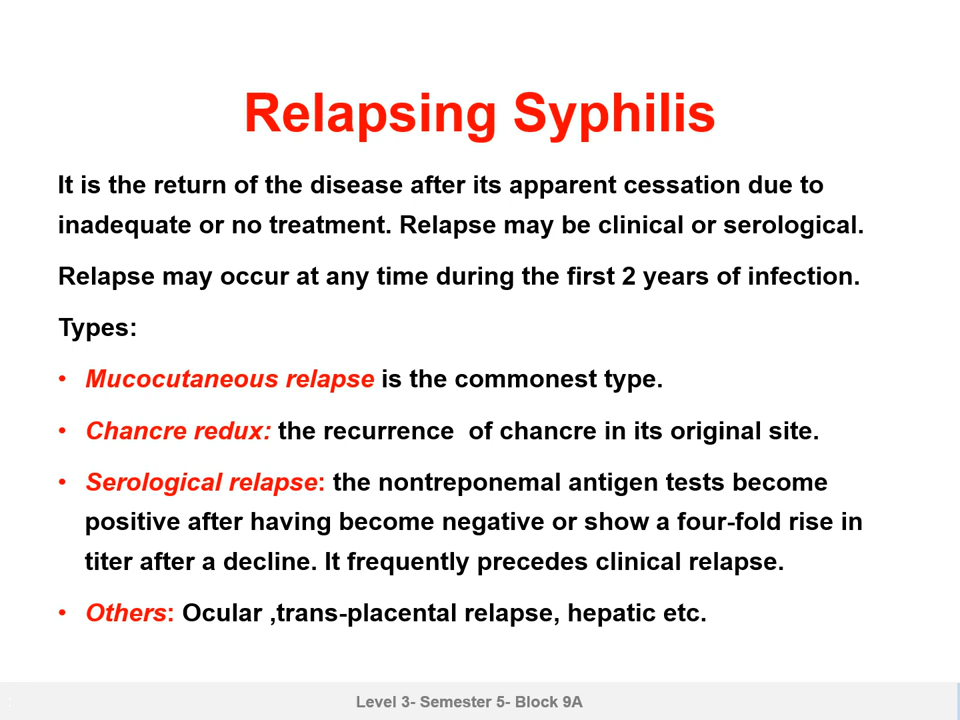 Relapsing Syphilis
It is the return of the disease after its apparent cessation due to
inadequate or no treatment. Relapse may be clinical or serological.
Relapse may occur at any time during the first 2 years of infection.
Types:
• Mucocutaneous relapse is the commonest type.
• Chancre redux: the recurrence  of chancre in its original site.
• Serological relapse: the nontreponemal antigen tests become
positive after having become negative or show a four-fold rise in
titer after a decline. It frequently precedes clinical relapse.
• Others: Ocular ,trans-placental relapse, hepatic etc.
Level 3- Semester 5- Block 9A